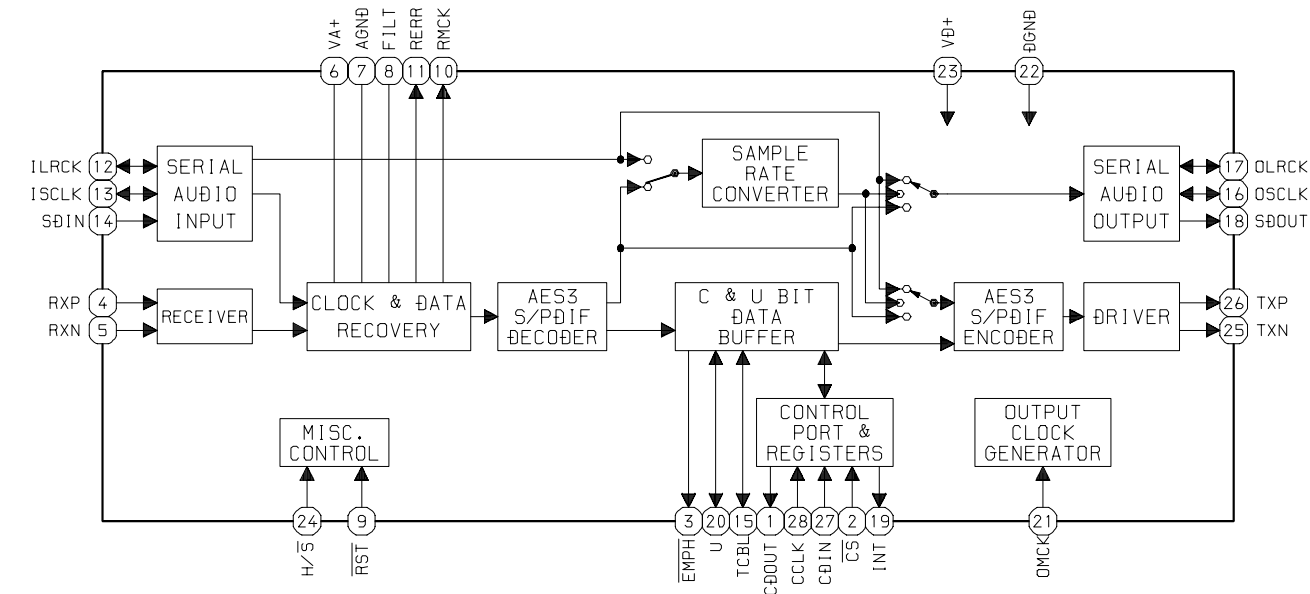 VA+
AGND
FILT
RERR
RMCK
VD+
DGND
6
7
8
11
10
23
22
ILRCK 12
ISCLK 13
SDIN 14
SERIAL
AUDIO
INPUT
SAMPLE
RATE
CONVERTER
SERIAL
AUDIO
OUTPUT
17 OLRCK
16 OSCLK
18 SDOUT
RXP 4
RXN 5
RECEIVER
CLOCK & DATA
RECOVERY
AES3
S/PDIF
DECODER
C & U BIT
DATA
BUFFER
AES3
S/PDIF
ENCODER
DRIVER
26 TXP
25 TXN
MISC.
CONTROL
CONTROL
PORT &
REGISTERS
OUTPUT
CLOCK
GENERATOR
24
9
3
20
15
1
28
27
2
19
21
H/S̅
R̅S̅T̅
E̅M̅P̅H̅
U
TCBL
CDOUT
CCLK
CDIN
C̅S̅
INT
OMCK